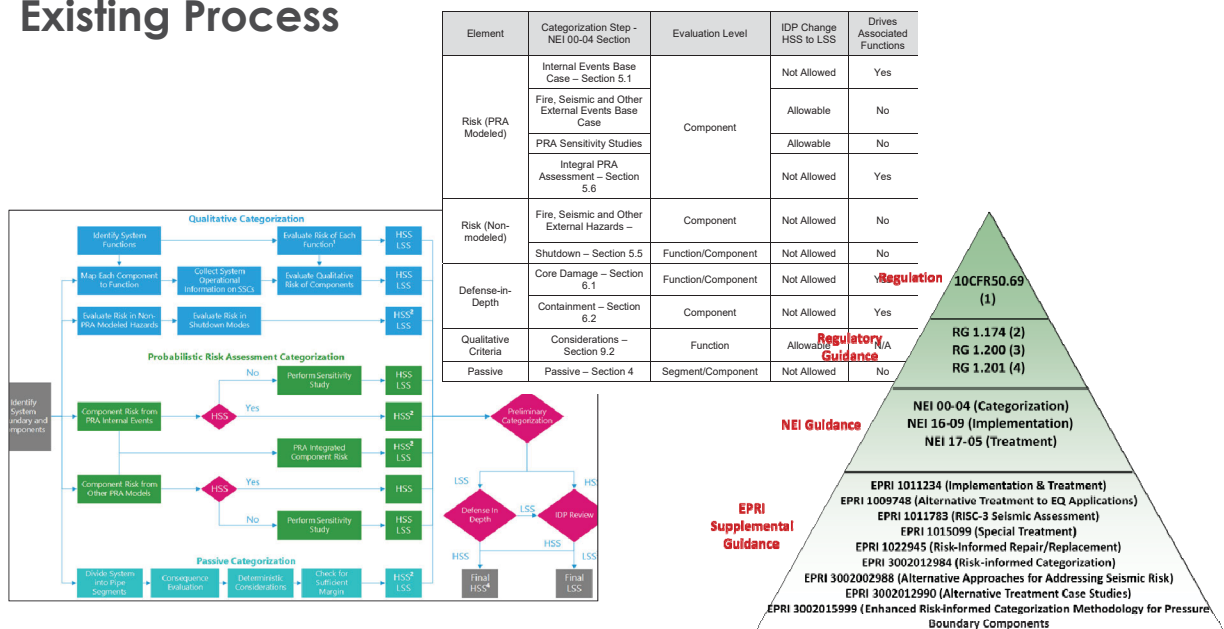 Existing Process
Element
Categorization Step -
NEI 00-04 Section
Evaluation Level
IDP Change
HSS to LSS
Drives
Associated
Functions
Risk (PRA
Modeled)
Internal Events Base
Case – Section 5.1
Component
Not Allowed
Yes
Fire, Seismic and Other
External Events Base
Case
Allowable
No
PRA Sensitivity Studies
Allowable
No
Integral PRA
Assessment – Section
5.6
Not Allowed
Yes
Risk (Non-
modeled)
Fire, Seismic and Other
External Hazards –
Component
Not Allowed
No
Shutdown – Section 5.5
Function/Component
Not Allowed
No
Defense-in-
Depth
Core Damage – Section
6.1
Function/Component
Not Allowed
Containment – Section
6.2
Component
Not Allowed
Yes
Qualitative
Criteria
Considerations –
Section 9.2
Function
Allowable
N/A
Passive
Passive – Section 4
Segment/Component
Not Allowed
No
Qualitative Categorization
Identify System
Functions
Evaluate Risk of Each
Function¹
HSS
LSS
Map Each Component
to Function
Collect System
Operational
Information on SSCs
Evaluate Qualitative
Risk of Components
HSS
LSS
Evaluate Risk in Non-
PRA Modeled Hazards
Evaluate Risk in
Shutdown Modes
HSS²
LSS
Probabilistic Risk Assessment Categorization
Identify
System
undary and
mponents
Component Risk from
PRA Internal Events
HSS
No
Perform Sensitivity
Study
HSS
LSS
Yes
HSS²
PRA Integrated
Component Risk
HSS²
LSS
Component Risk from
Other PRA Models
HSS
Yes
HSS
No
Perform Sensitivity
Study
HSS
LSS
Passive Categorization
Divide System
into Pipe
Segments
Consequence
Evaluation
Deterministic
Considerations
Check for
Sufficient
Margin
HSS²
LSS
Preliminary
Categorization
LSS
HS
Defense In
Depth
LSS
IDP Review
HSS
HSS
LSS
Final
HSS⁴
Final
LSS
Regulation
10CFR50.69
(1)
Regulatory
Guidance
RG 1.174 (2)
RG 1.200 (3)
RG 1.201 (4)
NEI Guidance
NEI 00-04 (Categorization)
NEI 16-09 (Implementation)
NEI 17-05 (Treatment)
EPRI
Supplemental
Guidance
EPRI 1011234 (Implementation & Treatment)
EPRI 1009748 (Alternative Treatment to EQ Applications)
EPRI 1011783 (RISC-3 Seismic Assessment)
EPRI 1015099 (Special Treatment)
EPRI 1022945 (Risk-Informed Repair/Replacement)
EPRI 3002012984 (Risk-informed Categorization)
EPRI 3002002988 (Alternative Approaches for Addressing Seismic Risk)
EPRI 3002012990 (Alternative Treatment Case Studies)
EPRI 3002015999 (Enhanced Risk-Informed Categorization Methodology for Pressure
Boundary Components